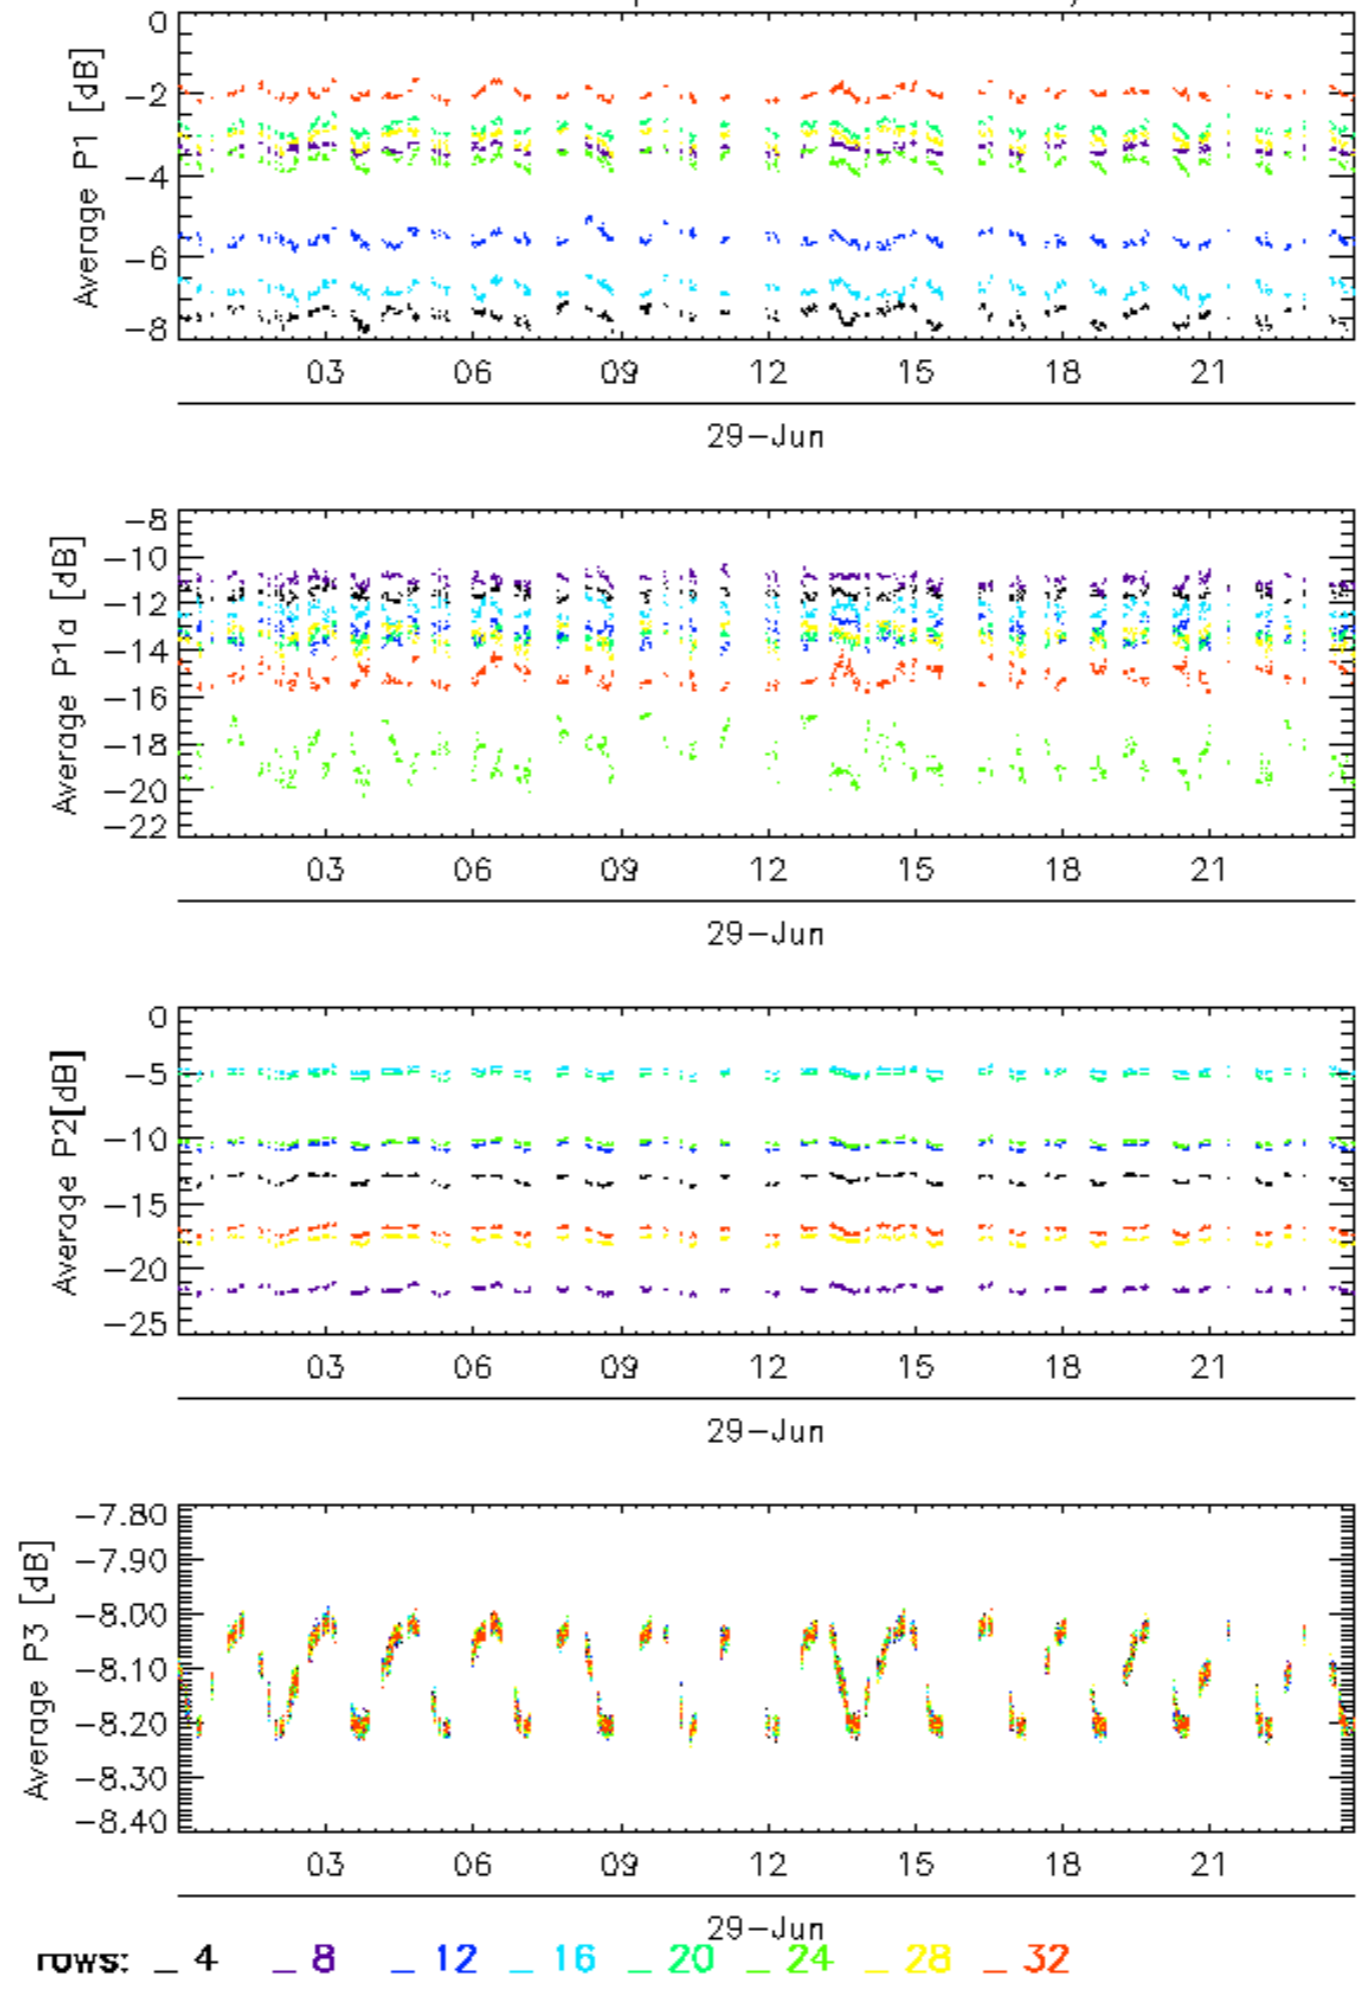 0
−2
−4
−6
−8
Average P1 [dB]
03 06 09 12 15 18 21
29−Jun
−8
−10
−12
−14
−16
−18
−20
−22
Average P1a [dB]
03 06 09 12 15 18 21
29−Jun
0
−5
−10
−15
−20
−25
Average P2[dB]
03 06 09 12 15 18 21
29−Jun
−7.80
−7.90
−8.00
−8.10
−8.20
−8.30
−8.40
Average P3 [dB]
03 06 09 12 15 18 21
29−Jun
rows: _ 4 _ 8 _ 12 _ 16 _ 20 _ 24 _ 28 _ 32